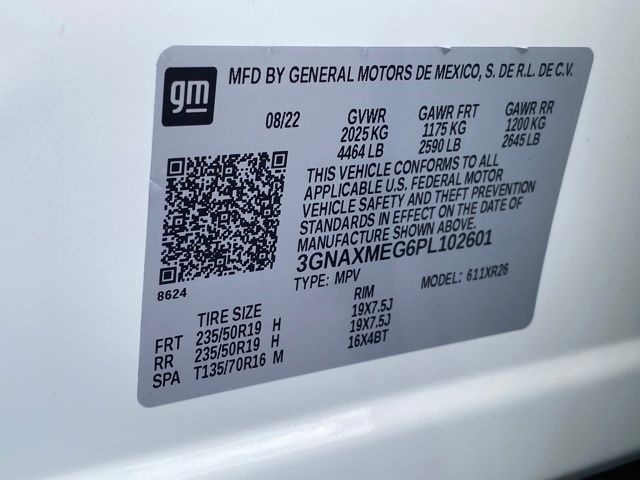 gm
MFD BY GENERAL MOTORS DE MEXICO, S. DE R.L. DE C.V.
08/22 GVWR GAWR FRT GAWR RR
2025 KG 1175 KG 1200 KG
4464 LB 2590 LB 2645 LB
THIS VEHICLE CONFORMS TO ALL
APPLICABLE U.S. FEDERAL MOTOR
VEHICLE SAFETY AND THEFT PREVENTION
STANDARDS IN EFFECT ON THE DATE OF
MANUFACTURE SHOWN ABOVE.
3GNAXMEG6PL102601
8624
TYPE: MPV MODEL: 611XR26
TIRE SIZE RIM
FRT 235/50R19 H 19X7.5J
RR 235/50R19 H 19X7.5J
SPA T135/70R16 M 16X4BT